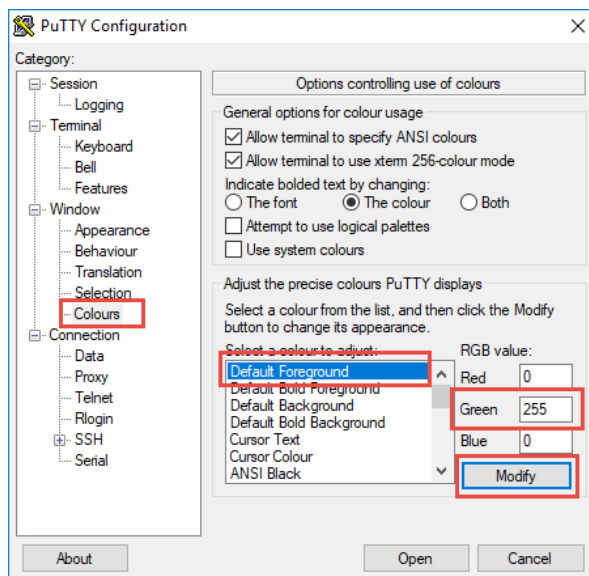 PuTTY Configuration
Category:
Session
Logging
Terminal
Keyboard
Bell
Features
Window
Appearance
Behaviour
Translation
Selection
Colours
Connection
Data
Proxy
Telnet
Rlogin
SSH
Serial
Options controlling use of colours
General options for colour usage
Allow terminal to specify ANSI colours
Allow terminal to use xterm 256-colour mode
Indicate bolded text by changing:
The font The colour Both
Attempt to use logical palettes
Use system colours
Adjust the precise colours PuTTY displays
Select a colour from the list, and then click the Modify
button to change its appearance.
Select a colour to adjust:
Default Foreground
Default Bold Foreground
Default Background
Default Bold Background
Cursor Text
Cursor Colour
ANSI Black
RGB value:
Red 0
Green 255
Blue 0
Modify
About Open Cancel